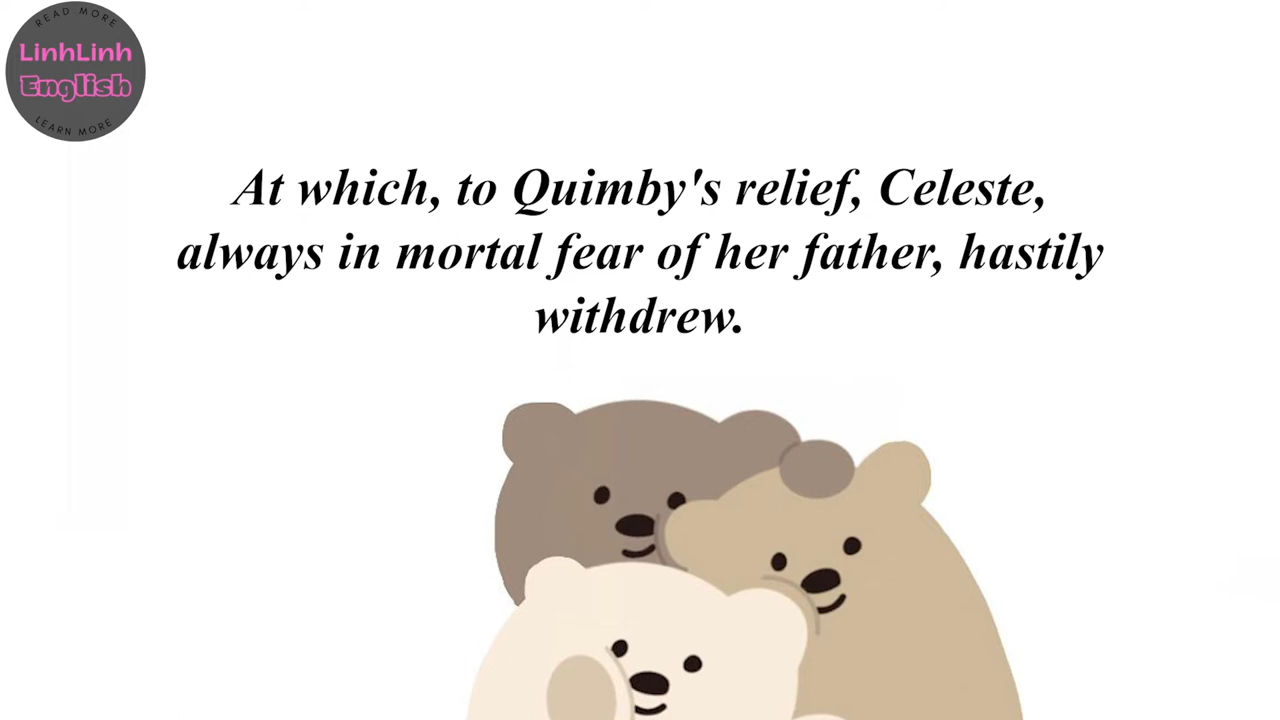 READ MORE
LinhLinh
English
LEARN MORE
At which, to Quimby's relief, Celeste,
always in mortal fear of her father, hastily
withdrew.